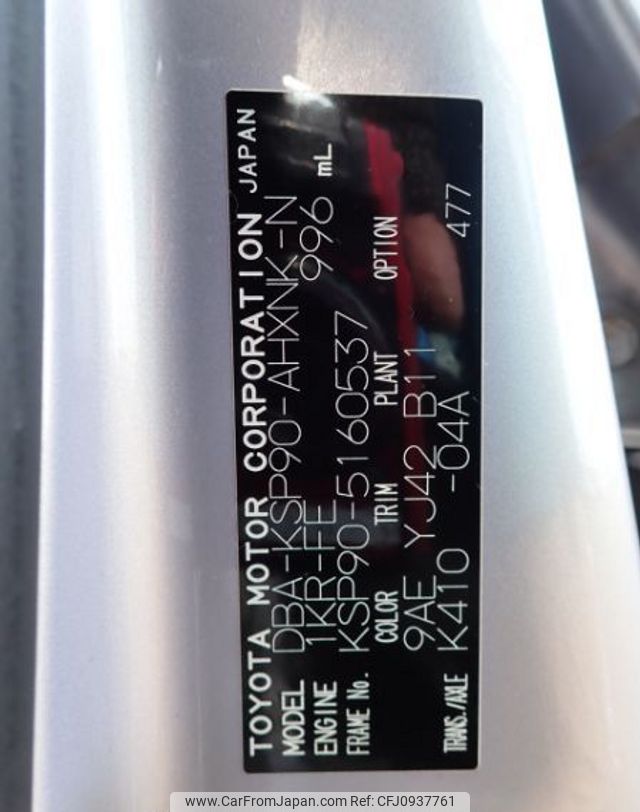 TOYOTA MOTOR CORPORATION JAPAN
MODEL DBA-KSP90-AHXNK-N
ENGINE 1KR-FE 996 mL
FRAME No. KSP90-5160537
COLOR TRIM PLANT OPTION
9AE YJ42 B11 477
TRANS./AXLE K410 -04A
www.CarFromJapan.com Ref: CFJ0937761